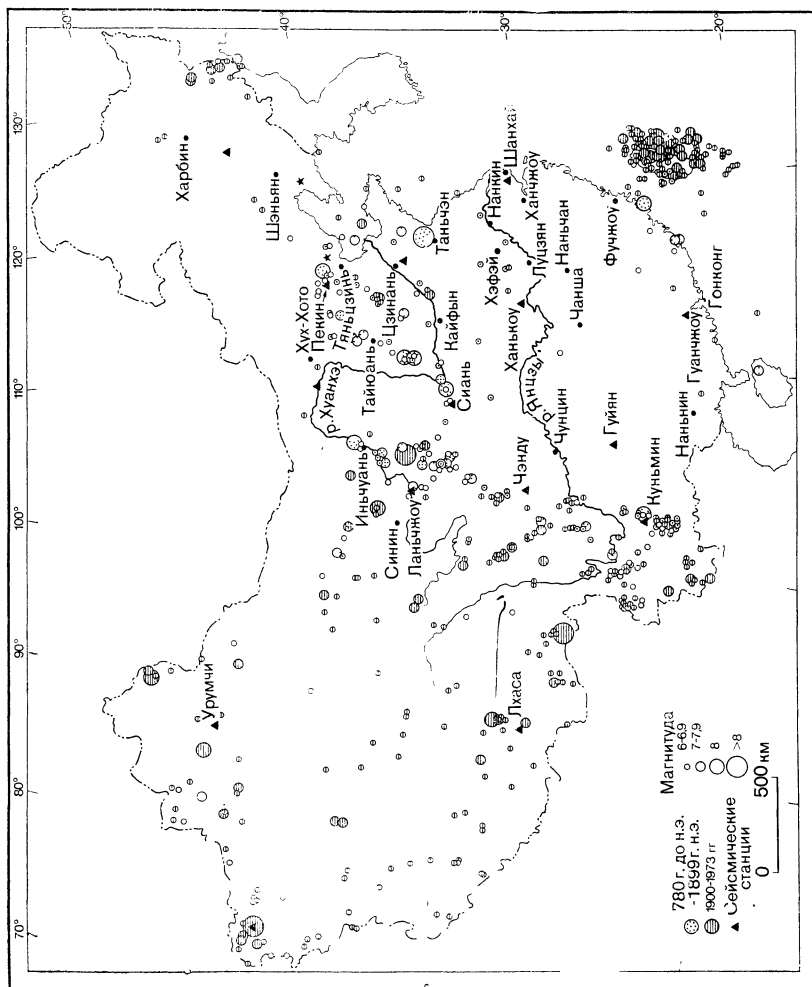 70°
80°
90°
100°
110°
120°
130°
50°
40°
30°
20°
Харбин
Шэньян
Урумчи
Хух-Хото
Пекин
Тяньцзинь
р. Хуанхэ
Тайюань
Цзинань
Таньчэн
Кайфын
Иньчуань
Синин
Ланьчжоу
Сиань
Нанкин
Шанхай
Ханчжоу
Хэфэй
Луцзян
Наньчан
Ханькоу
Чанша
р. Янцзы
Чэнду
Чунцин
Лхаса
Гуйян
Куньмин
Наньнин
Гуанчжоу
Гонконг
Фучжоу
780 г. до н.э.
-1899 г. н.э.
1900-1973 гг
Сейсмические
станции
Магнитуда
6-6,9
7-7,9
8
>8
0 500 км